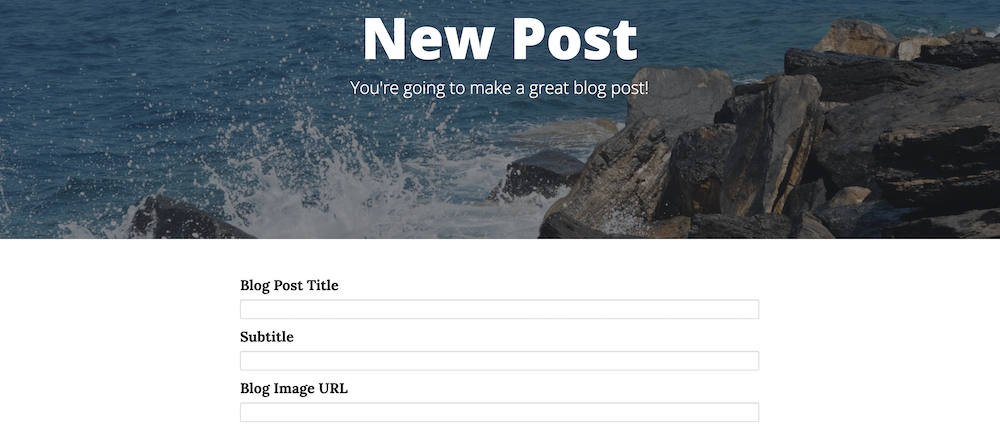 New Post
You're going to make a great blog post!
Blog Post Title
Subtitle
Blog Image URL